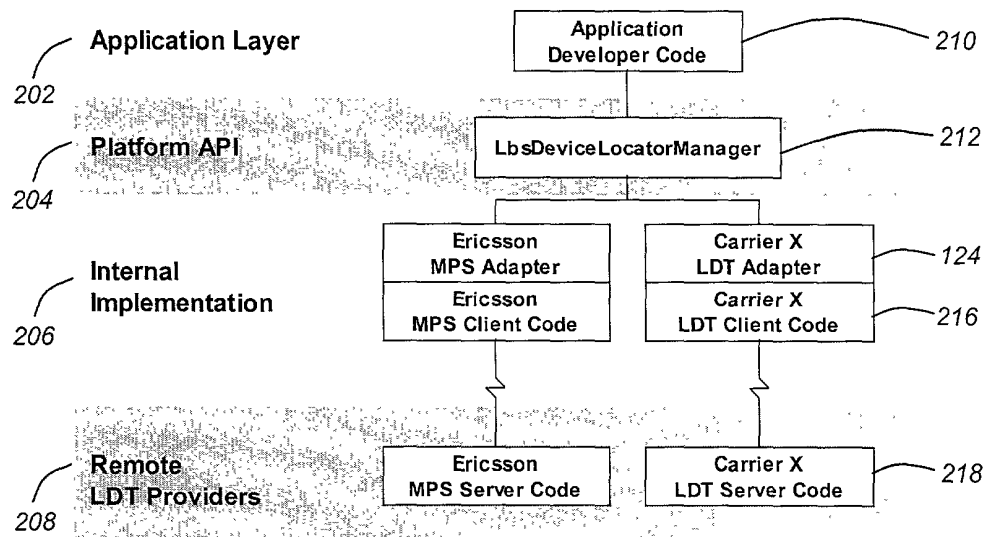 Application Layer
202
Application
Developer Code
210
Platform API
204
LbsDeviceLocatorManager
212
Internal
Implementation
206
Ericsson
MPS Adapter
Carrier X
LDT Adapter
124
Ericsson
MPS Client Code
Carrier X
LDT Client Code
216
Remote
LDT Providers
208
Ericsson
MPS Server Code
Carrier X
LDT Server Code
218